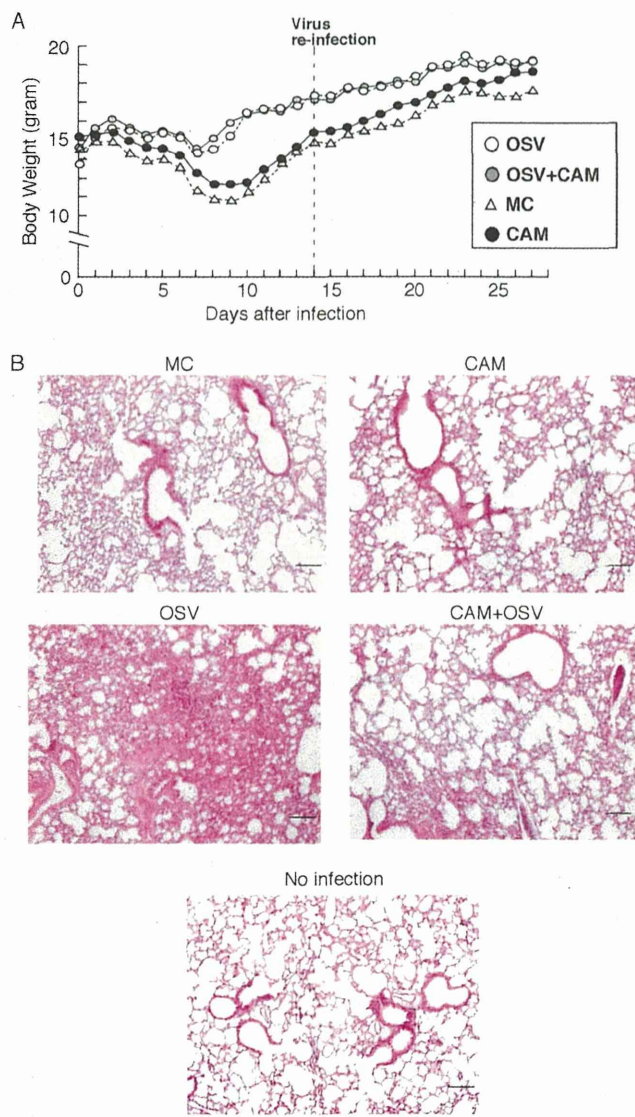 A
Virus
re-infection
20
15
10
0
Body Weight (gram)
0
5
10
15
20
25
Days after infection
OSV
OSV+CAM
MC
CAM
B
MC
CAM
OSV
CAM+OSV
No infection